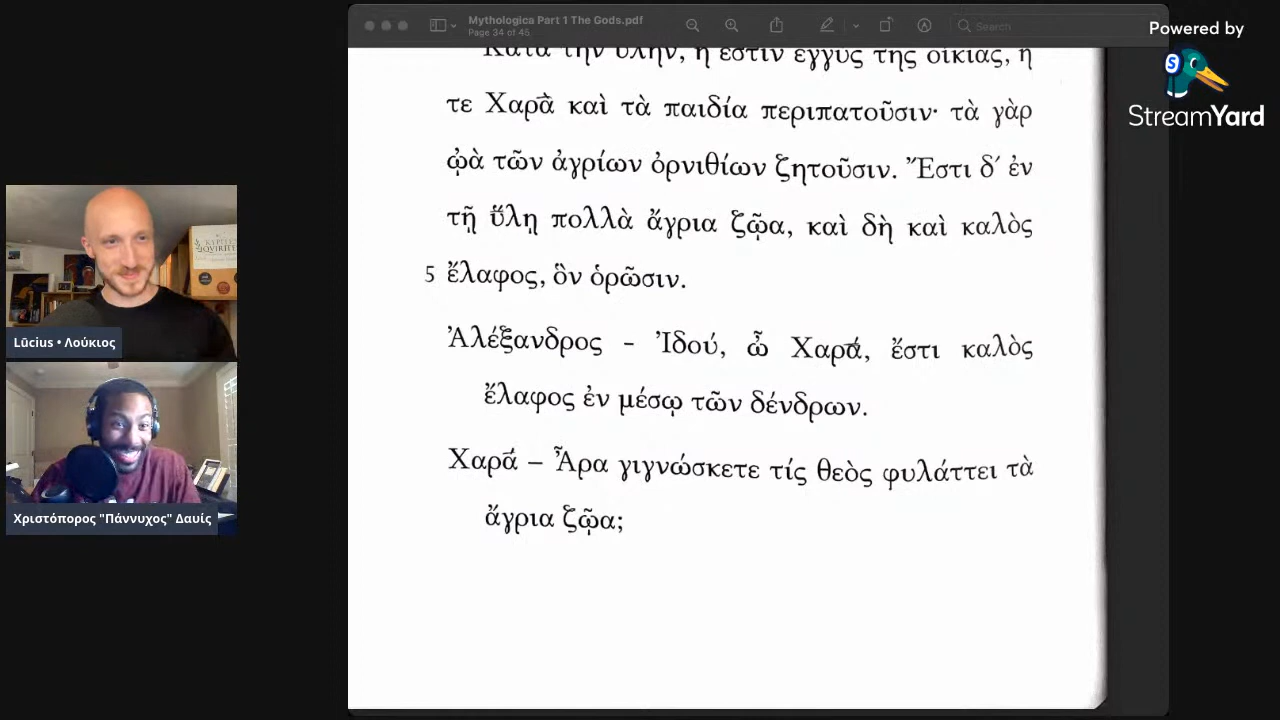 Mythologica Part 1 The Gods.pdf
Page 34 of 45
Search
Powered by
StreamYard
Κατὰ τὴν ὕλην, ἥ ἐστιν ἐγγὺς τῆς οἰκίας, ἥ
τε Χαρᾱ̀ καὶ τὰ παιδία περιπατοῦσιν· τὰ γὰρ
ᾠὰ τῶν ἀγρίων ὀρνιθίων ζητοῦσιν. Ἔστι δ’ ἐν
τῇ ὕλῃ πολλὰ ἄγρια ζῷα, καὶ δὴ καὶ καλὸς
5 ἔλαφος, ὃν ὁρῶσιν.
Ἀλέξανδρος - Ἰδού, ὦ Χαρᾱ́, ἔστι καλὸς
ἔλαφος ἐν μέσῳ τῶν δένδρων.
Χαρᾱ́ – Ἆρα γιγνώσκετε τίς θεὸς φυλάττει τὰ
ἄγρια ζῷα;
Lūcius • Λούκιος
Χριστόπορος "Πάννυχος" Δαυίς